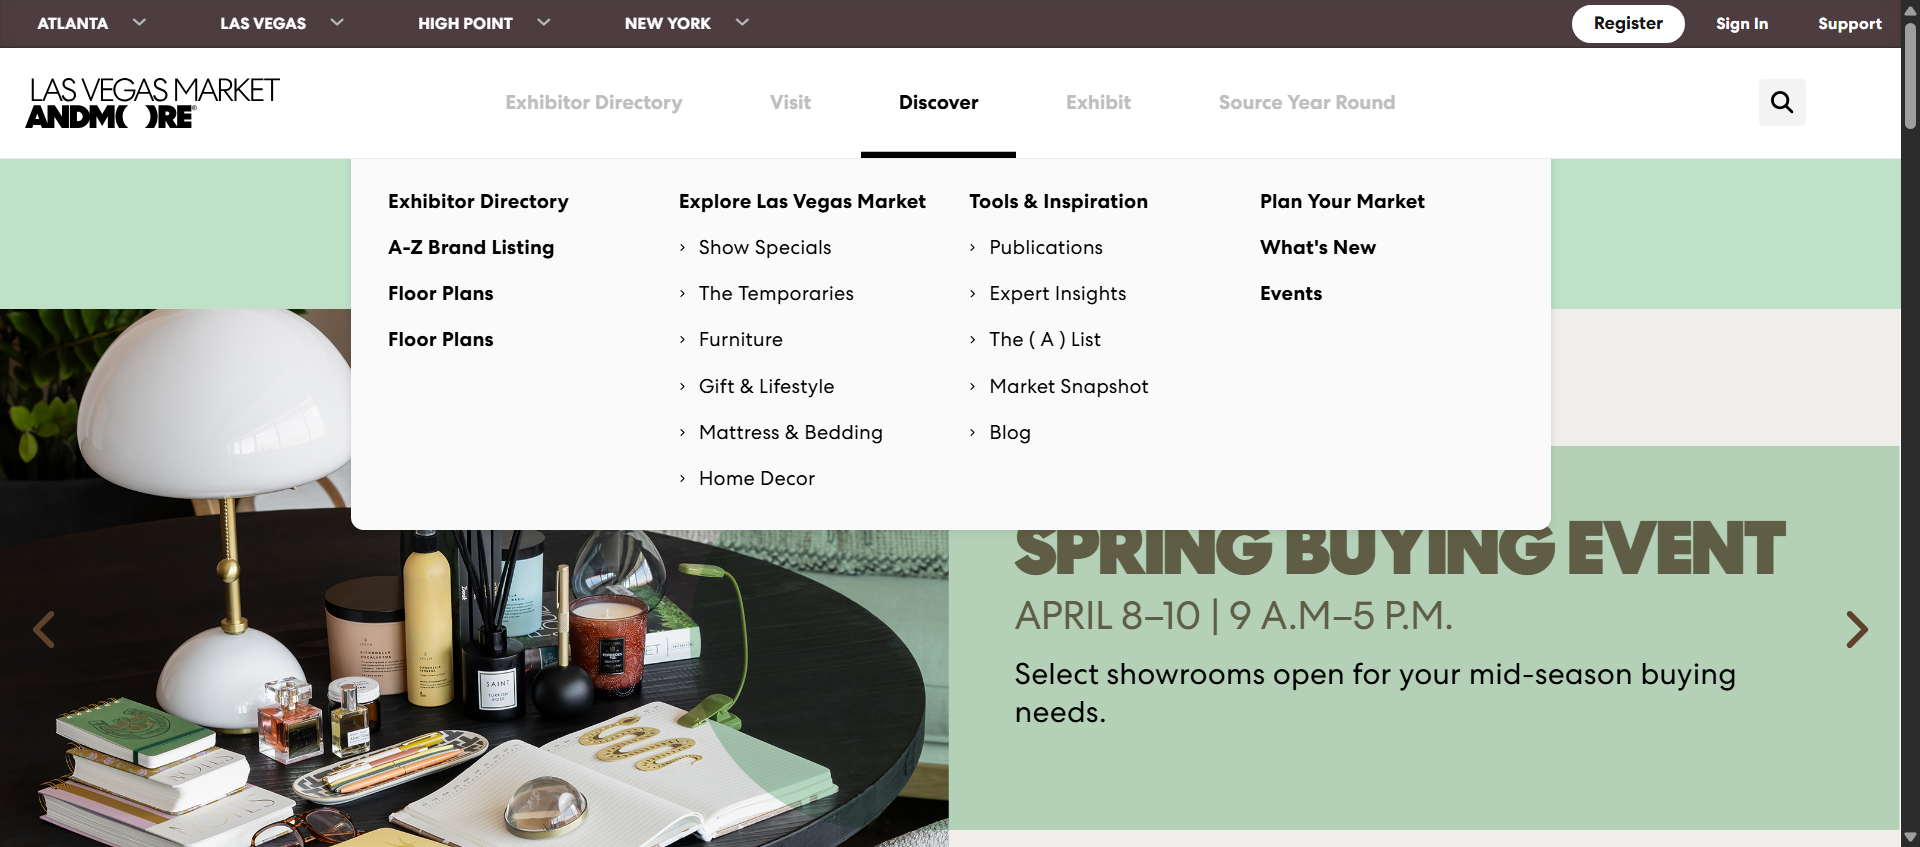 ATLANTA
LAS VEGAS
HIGH POINT
NEW YORK
Register
Sign In
Support
LAS VEGAS MARKET
ANDMORE®
Exhibitor Directory
Visit
Discover
Exhibit
Source Year Round
Exhibitor Directory
A-Z Brand Listing
Floor Plans
Floor Plans
Explore Las Vegas Market
Show Specials
The Temporaries
Furniture
Gift & Lifestyle
Mattress & Bedding
Home Decor
Tools & Inspiration
Publications
Expert Insights
The ( A ) List
Market Snapshot
Blog
Plan Your Market
What's New
Events
SPRING BUYING EVENT
APRIL 8–10 | 9 A.M–5 P.M.
Select showrooms open for your mid-season buying
needs.
SAINT
NOTES